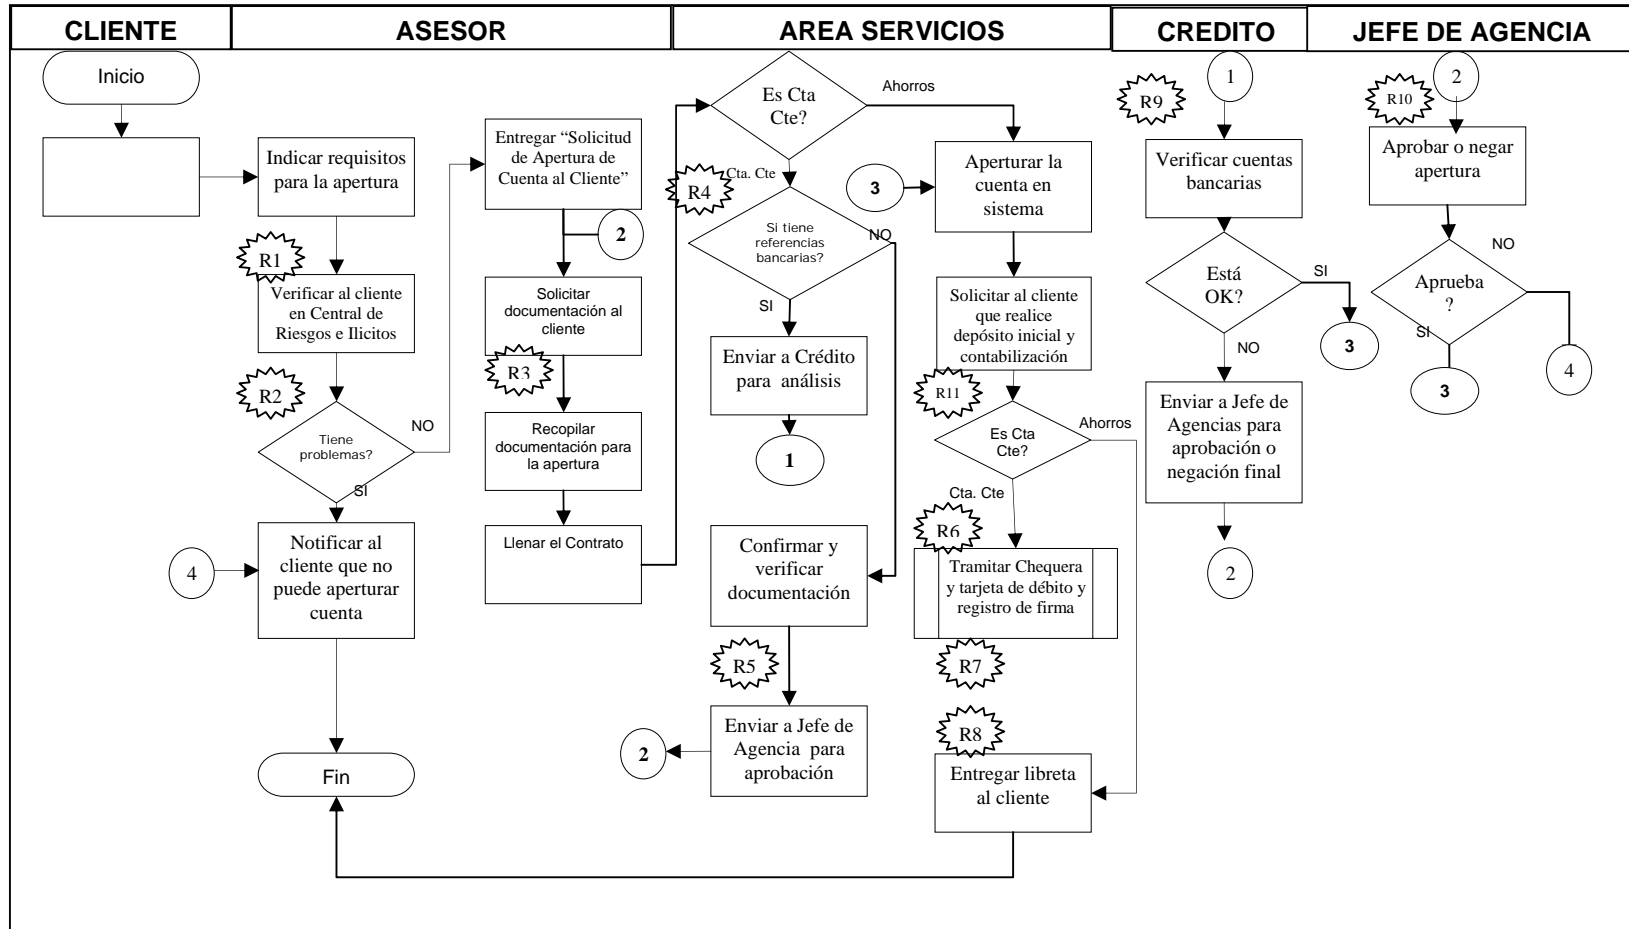 CLIENTE
ASESOR
AREA SERVICIOS
CREDITO
JEFE DE AGENCIA
Inicio
Indicar requisitos
para la apertura
R1
Verificar al cliente
en Central de
Riesgos e Ilicitos
R2
Tiene
problemas?
NO
SI
4
Notificar al
cliente que no
puede aperturar
cuenta
Fin
Entregar “Solicitud
de Apertura de
Cuenta al Cliente”
2
Solicitar
documentación al
cliente
R3
Recopilar
documentación para
la apertura
Llenar el Contrato
Es Cta
Cte?
Ahorros
Cta. Cte
R4
Si tiene
referencias
bancarias?
NO
SI
Enviar a Crédito
para análisis
1
Confirmar y
verificar
documentación
R5
Enviar a Jefe de
Agencia para
aprobación
2
3
Aperturar la
cuenta en
sistema
Solicitar al cliente
que realice
depósito inicial y
contabilización
R11
Es Cta
Cte?
Ahorros
Cta. Cte
R6
Tramitar Chequera
y tarjeta de débito y
registro de firma
R7
R8
Entregar libreta
al cliente
1
R9
Verificar cuentas
bancarias
Está
OK?
SI
3
NO
Enviar a Jefe de
Agencias para
aprobación o
negación final
2
2
R10
Aprobar o negar
apertura
NO
Aprueba
?
SI
3
4